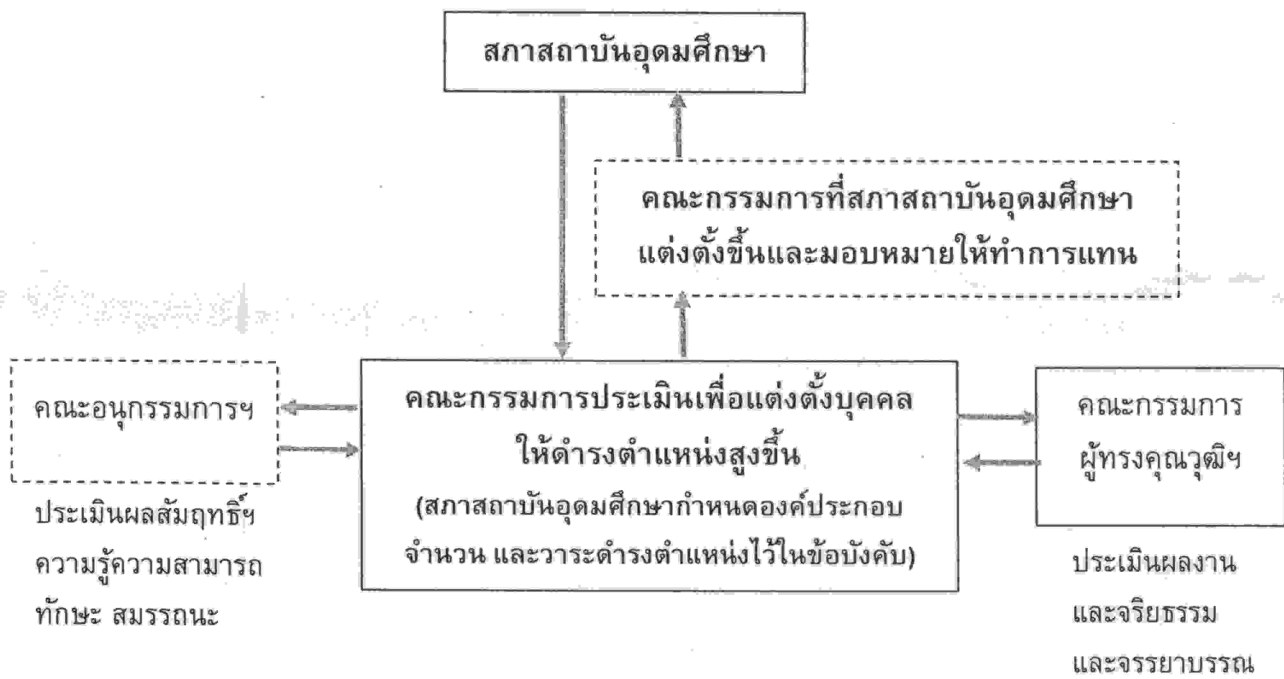 สภาสถาบันอุดมศึกษา
คณะกรรมการที่สภาสถาบันอุดมศึกษา
แต่งตั้งขึ้นและมอบหมายให้ทำการแทน
คณะอนุกรรมการฯ
ประเมินผลสัมฤทธิ์ฯ
ความรู้ความสามารถ
ทักษะ สมรรถนะ
คณะกรรมการประเมินเพื่อแต่งตั้งบุคคล
ให้ดำรงตำแหน่งสูงขึ้น
(สภาสถาบันอุดมศึกษากำหนดองค์ประกอบ
จำนวน และวาระดำรงตำแหน่งไว้ในข้อบังคับ)
คณะกรรมการ
ผู้ทรงคุณวุฒิฯ
ประเมินผลงาน
และจริยธรรม
และจรรยาบรรณ